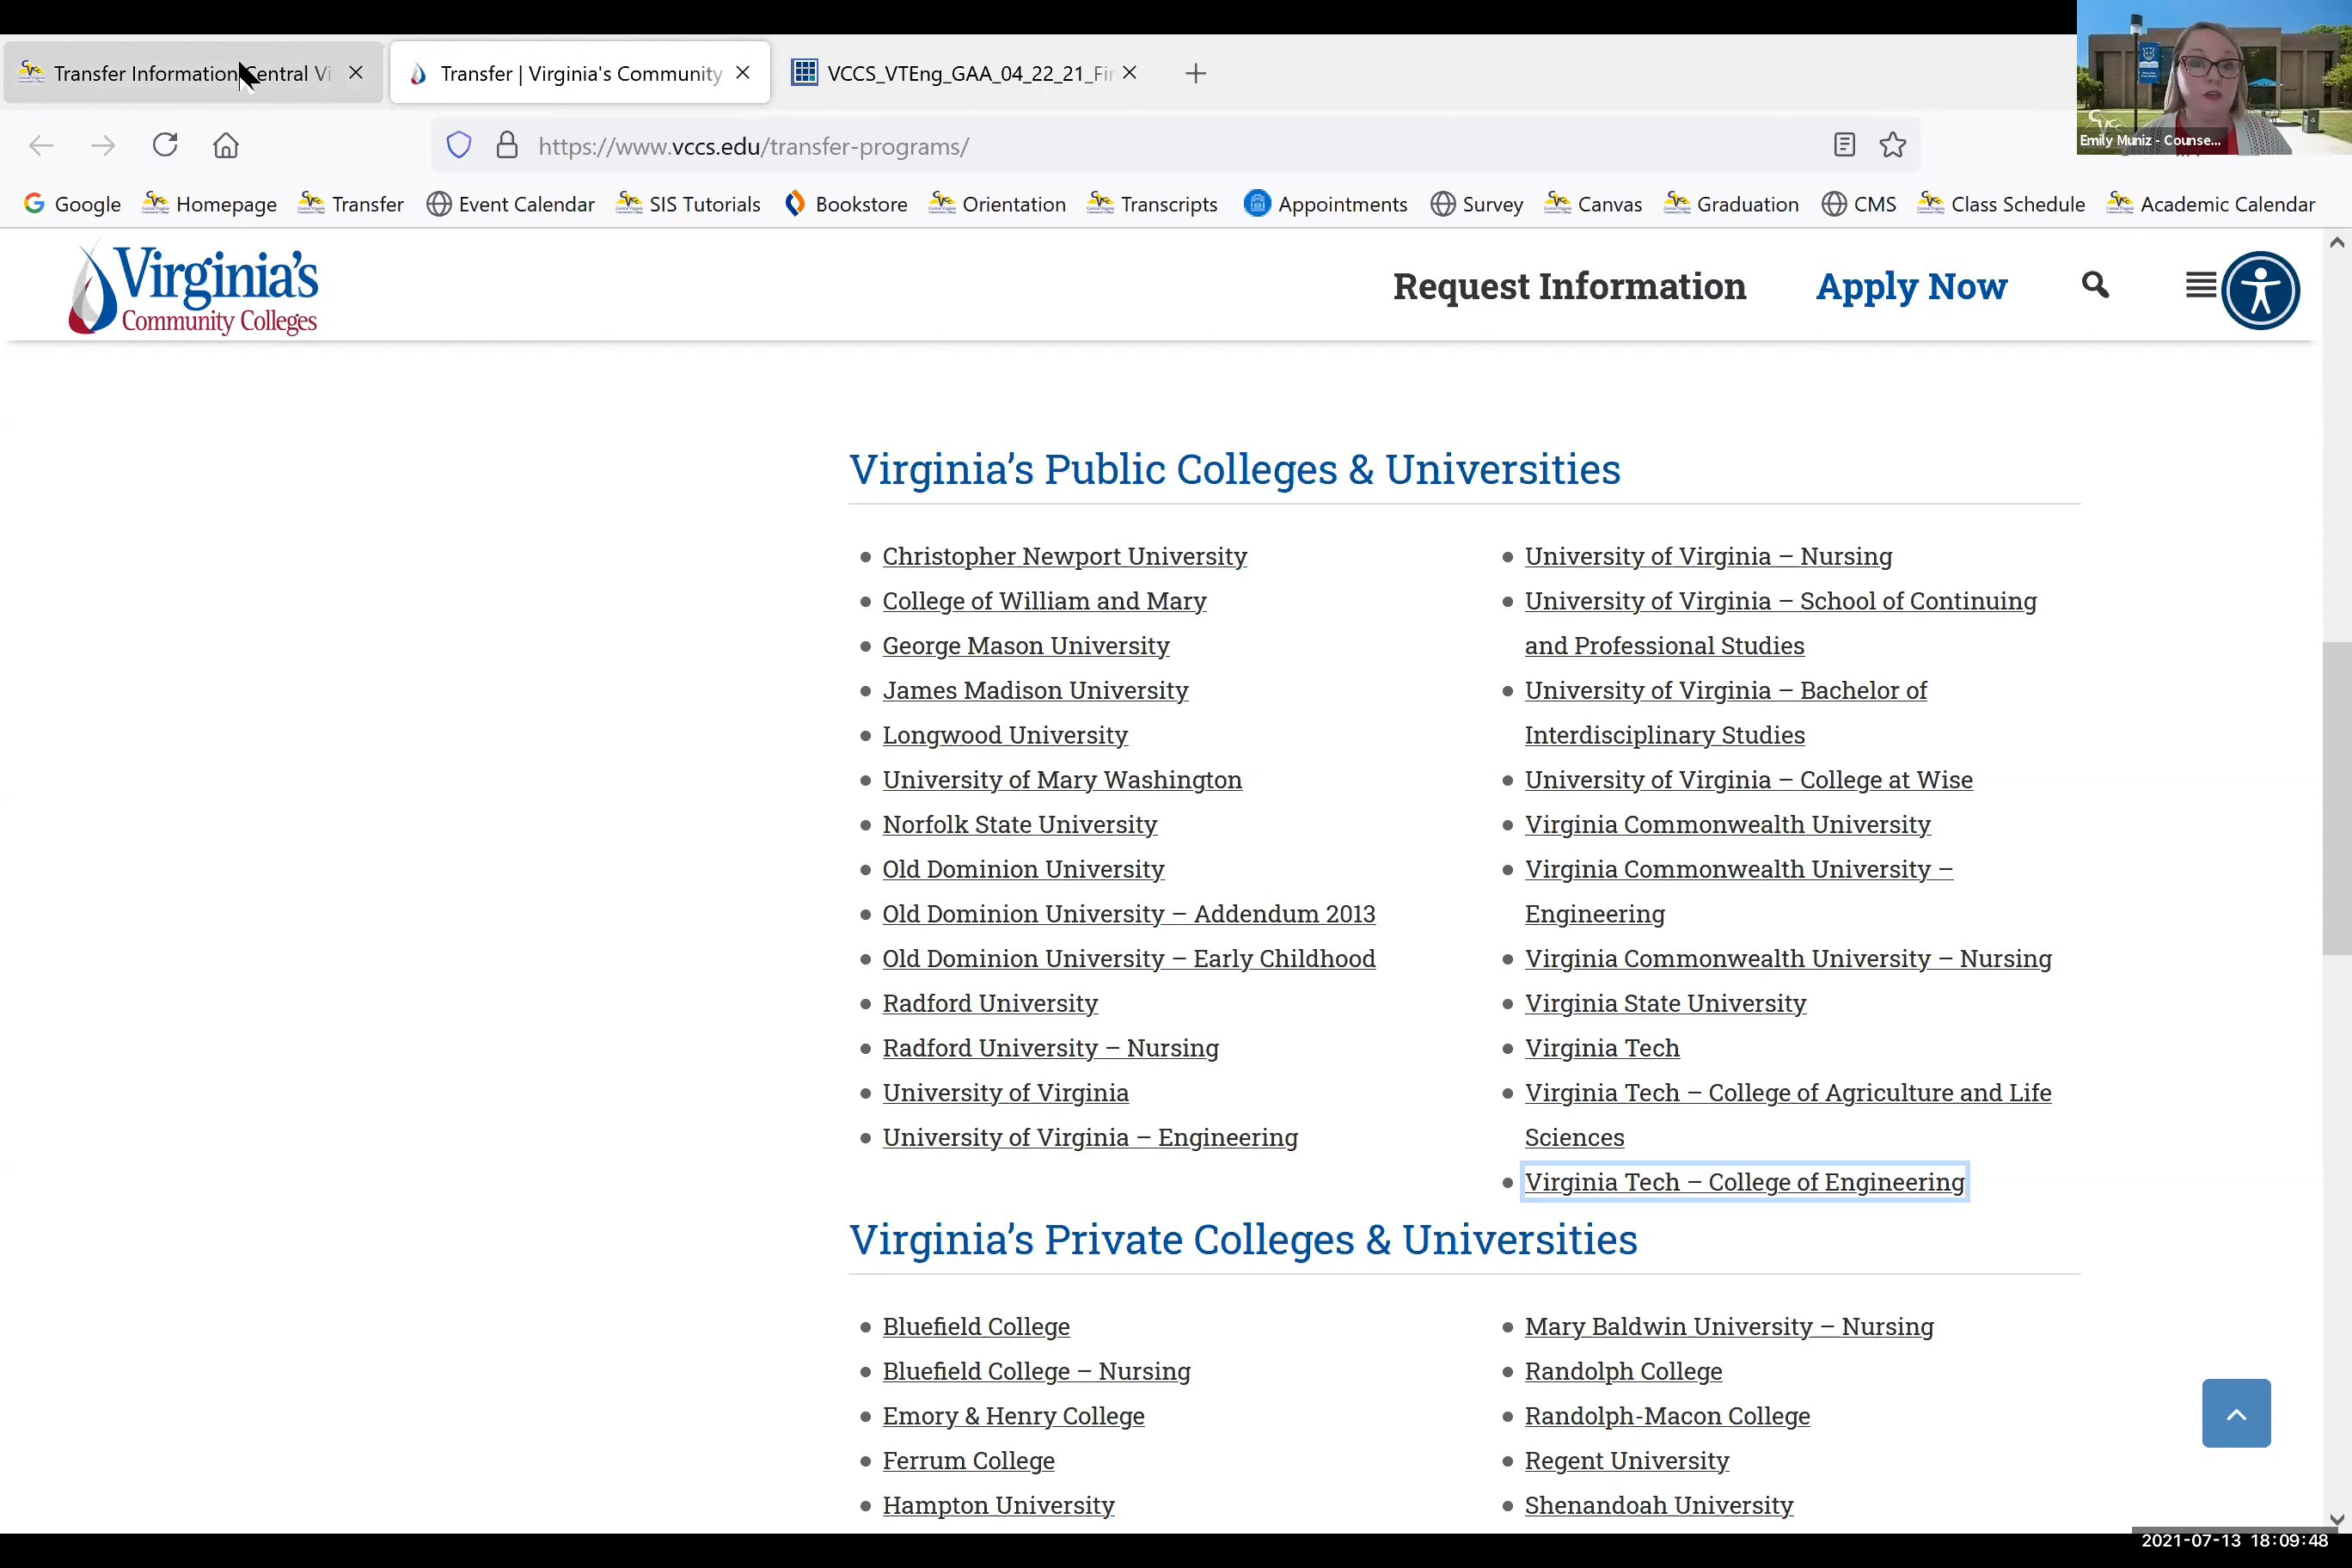 Transfer Information Central Vi
Transfer | Virginia's Community
VCCS_VTEng_GAA_04_22_21_Fin
https://www.vccs.edu/transfer-programs/
Emily Muniz - Counse...
Google Homepage Transfer Event Calendar SIS Tutorials Bookstore Orientation Transcripts Appointments Survey Canvas Graduation CMS Class Schedule Academic Calendar
Virginia's
Community Colleges
Request Information Apply Now
Virginia’s Public Colleges & Universities
Christopher Newport University
College of William and Mary
George Mason University
James Madison University
Longwood University
University of Mary Washington
Norfolk State University
Old Dominion University
Old Dominion University – Addendum 2013
Old Dominion University – Early Childhood
Radford University
Radford University – Nursing
University of Virginia
University of Virginia – Engineering
University of Virginia – Nursing
University of Virginia – School of Continuing
and Professional Studies
University of Virginia – Bachelor of
Interdisciplinary Studies
University of Virginia – College at Wise
Virginia Commonwealth University
Virginia Commonwealth University –
Engineering
Virginia Commonwealth University – Nursing
Virginia State University
Virginia Tech
Virginia Tech – College of Agriculture and Life
Sciences
Virginia Tech – College of Engineering
Virginia’s Private Colleges & Universities
Bluefield College
Bluefield College – Nursing
Emory & Henry College
Ferrum College
Hampton University
Mary Baldwin University – Nursing
Randolph College
Randolph-Macon College
Regent University
Shenandoah University
2021-07-13 18:09:48